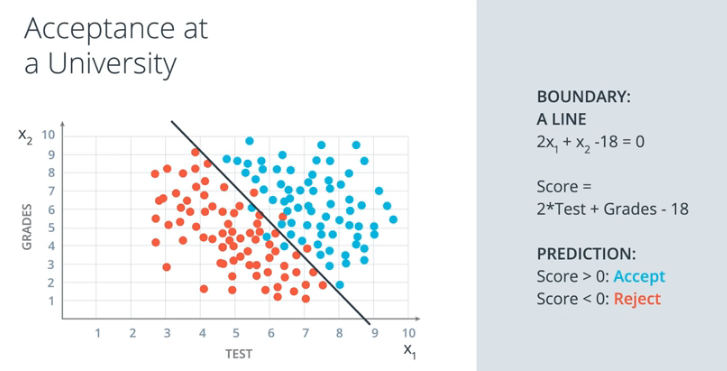 Acceptance at
a University
X2
10
9
8
7
6
5
4
3
2
1
GRADES
1 2 3 4 5 6 7 8 9 10
TEST
X1
BOUNDARY:
A LINE
2x1 + x2 -18 = 0
Score =
2*Test + Grades - 18
PREDICTION:
Score > 0: Accept
Score < 0: Reject